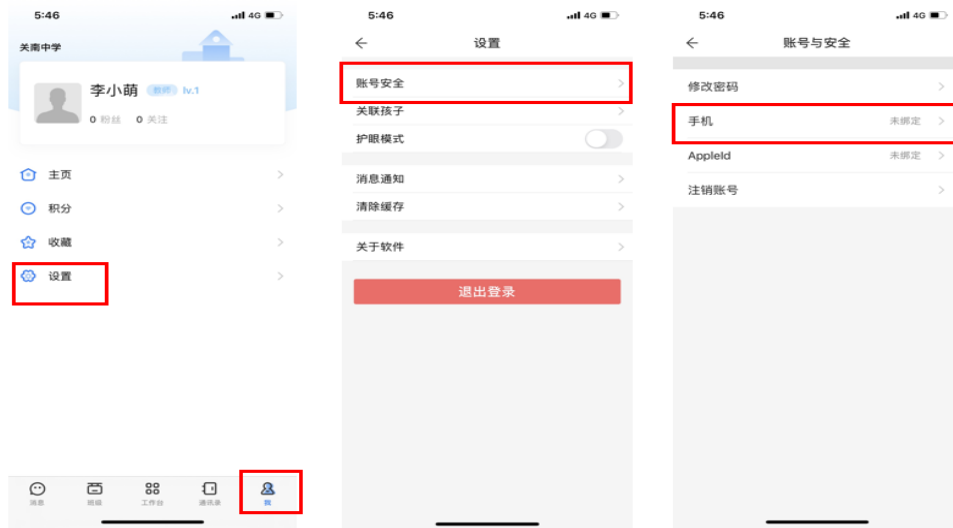 5:46
4G
关南中学
李小萌 教师 lv.1
0 粉丝 0 关注
主页
积分
收藏
设置
消息 班级 工作台 通讯录 我
5:46
4G
设置
账号安全
关联孩子
护眼模式
消息通知
清除缓存
关于软件
退出登录
5:46
4G
账号与安全
修改密码
手机 未绑定
AppleId 未绑定
注销账号